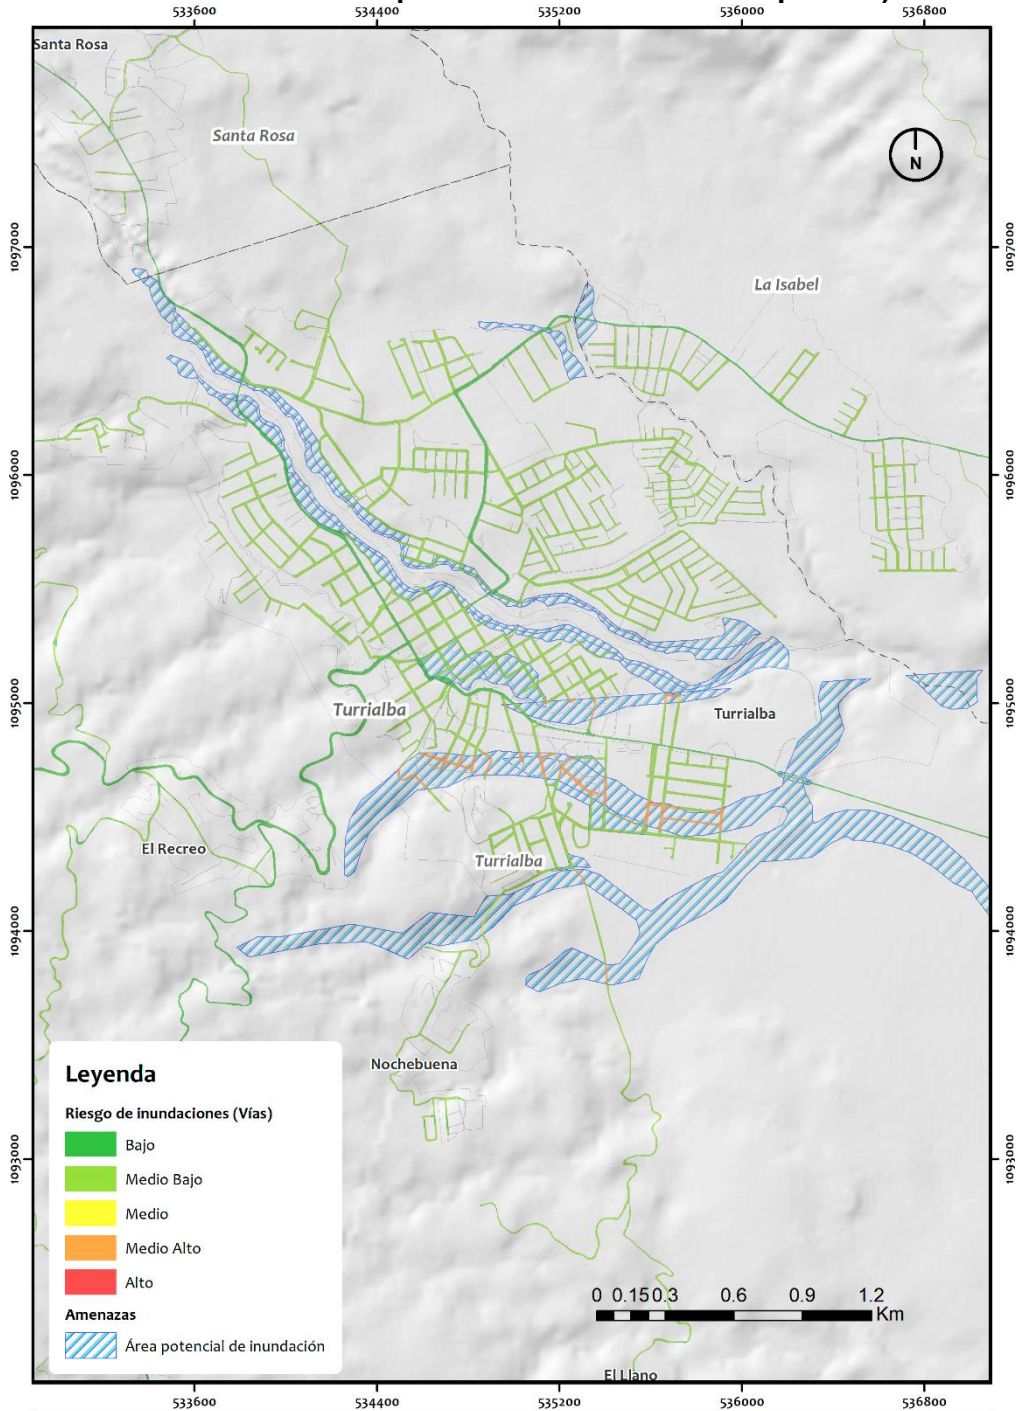 533600 534400 535200 536000 536800
Santa Rosa
Santa Rosa
N
1097000 1097000
La Isabel
1096000 1096000
1095000 1095000
Turrialba
Turrialba
El Recreo
Turrialba
1094000 1094000
Nochebuena
Leyenda
Riesgo de inundaciones (Vías)
Bajo
Medio Bajo
Medio
Medio Alto
Alto
Amenazas
Área potencial de inundación
1093000 1093000
0 0.15 0.3 0.6 0.9 1.2
Km
El Llano
533600 534400 535200 536000 536800